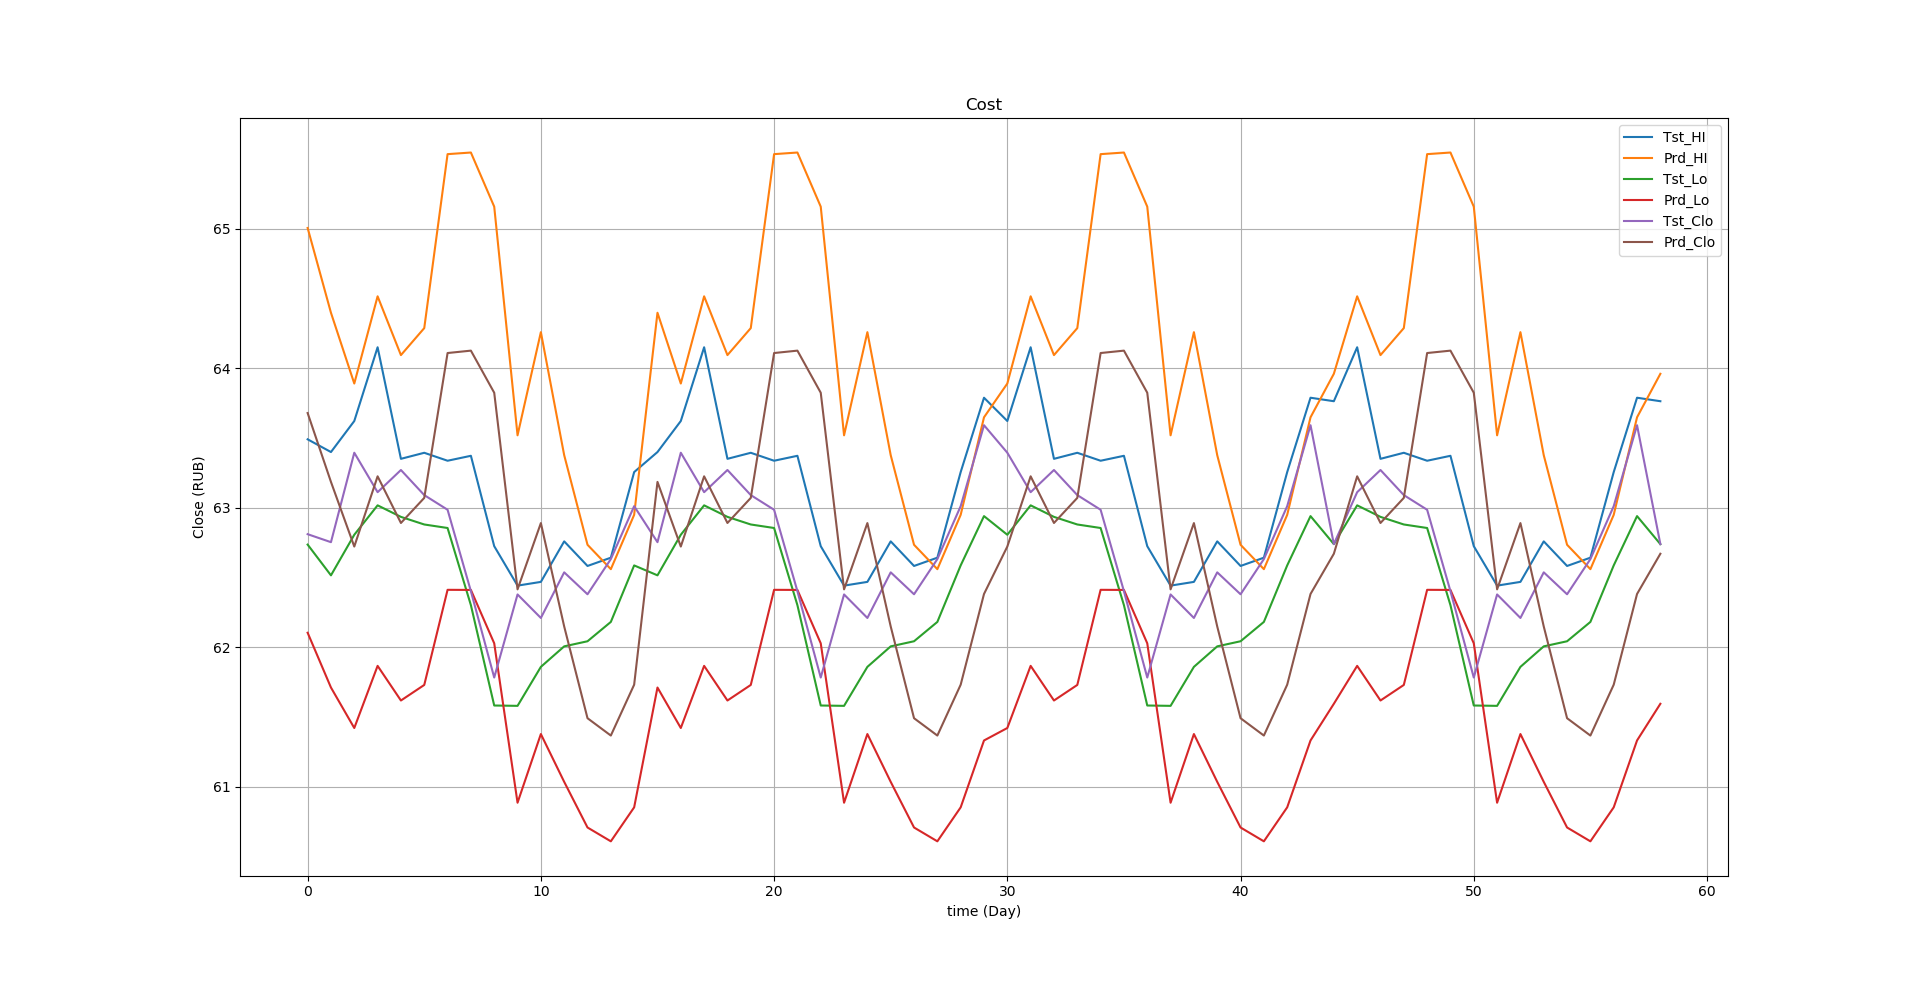 Cost
Tst_HI
Prd_HI
Tst_Lo
Prd_Lo
Tst_Clo
Prd_Clo
65
64
63
62
61
Close (RUB)
0 10 20 30 40 50 60
time (Day)